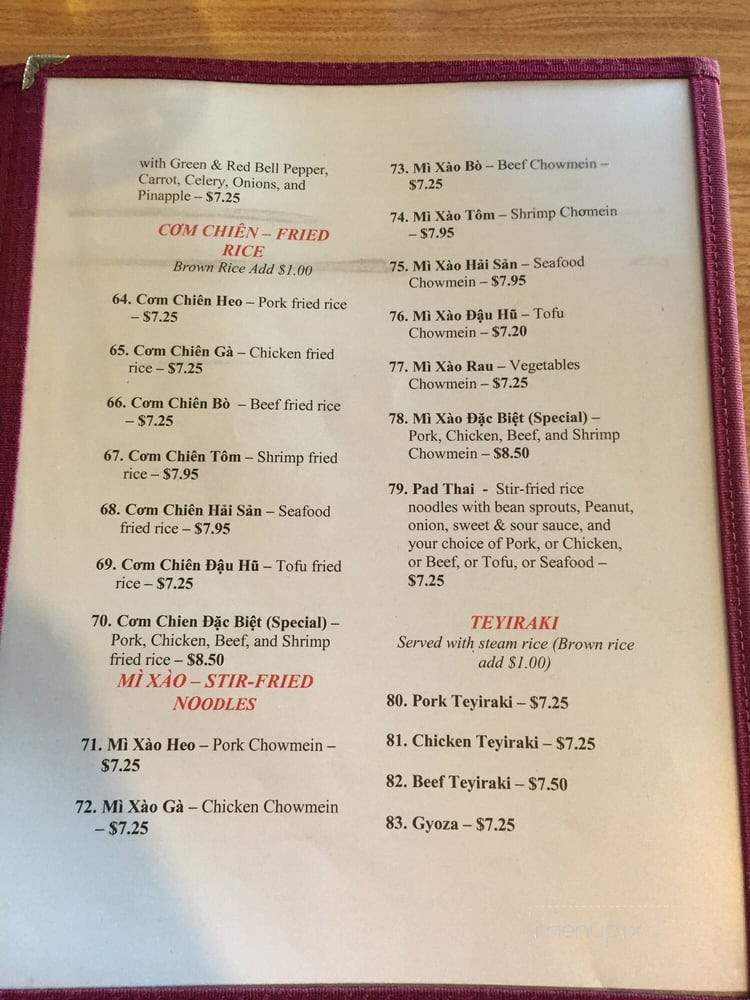 with Green & Red Bell Pepper,
Carrot, Celery, Onions, and
Pinapple – $7.25
CƠM CHIÊN – FRIED
RICE
Brown Rice Add $1.00
64. Cơm Chiên Heo – Pork fried rice
– $7.25
65. Cơm Chiên Gà – Chicken fried
rice – $7.25
66. Cơm Chiên Bò – Beef fried rice
– $7.25
67. Cơm Chiên Tôm – Shrimp fried
rice – $7.95
68. Cơm Chiên Hải Sản – Seafood
fried rice – $7.95
69. Cơm Chiên Đậu Hũ – Tofu fried
rice – $7.25
70. Cơm Chien Đặc Biệt (Special) –
Pork, Chicken, Beef, and Shrimp
fried rice – $8.50
MÌ XÀO – STIR-FRIED
NOODLES
71. Mì Xào Heo – Pork Chowmein –
$7.25
72. Mì Xào Gà – Chicken Chowmein
– $7.25
73. Mì Xào Bò – Beef Chowmein –
$7.25
74. Mì Xào Tôm – Shrimp Chomein
– $7.95
75. Mì Xào Hải Sản – Seafood
Chowmein – $7.95
76. Mì Xào Đậu Hũ – Tofu
Chowmein – $7.20
77. Mì Xào Rau – Vegetables
Chowmein – $7.25
78. Mì Xào Đặc Biệt (Special) –
Pork, Chicken, Beef, and Shrimp
Chowmein – $8.50
79. Pad Thai - Stir-fried rice
noodles with bean sprouts, Peanut,
onion, sweet & sour sauce, and
your choice of Pork, or Chicken,
or Beef, or Tofu, or Seafood –
$7.25
TEYIRAKI
Served with steam rice (Brown rice
add $1.00)
80. Pork Teyiraki – $7.25
81. Chicken Teyiraki – $7.25
82. Beef Teyiraki – $7.50
83. Gyoza – $7.25